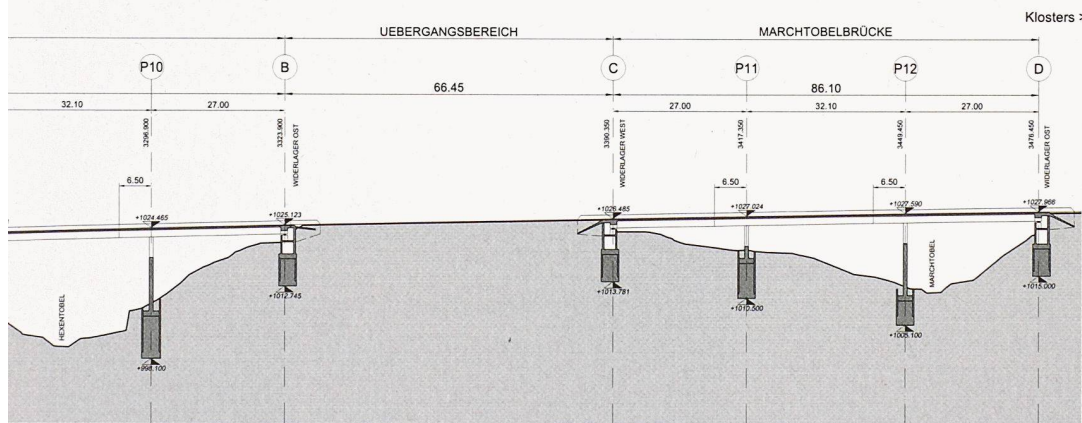 Klosters >
UEBERGANGSBEREICH MARCHTOBELBRÜCKE
P10 B C P11 P12 D
66.45 86.10
32.10 27.00 27.00 32.10 27.00
3296.900 3323.900 WIDERLAGER OST 3390.350 WIDERLAGER WEST 3417.350 3449.450 3476.450 WIDERLAGER OST
6.50 6.50 6.50
+1024.465 +1025.123 +1026.485 +1027.024 +1027.590 +1027.966
HEXENTOBEL MARCHTOBEL
+1012.745 +1013.781 +1010.500 +1015.000
+998.100 +1005.100